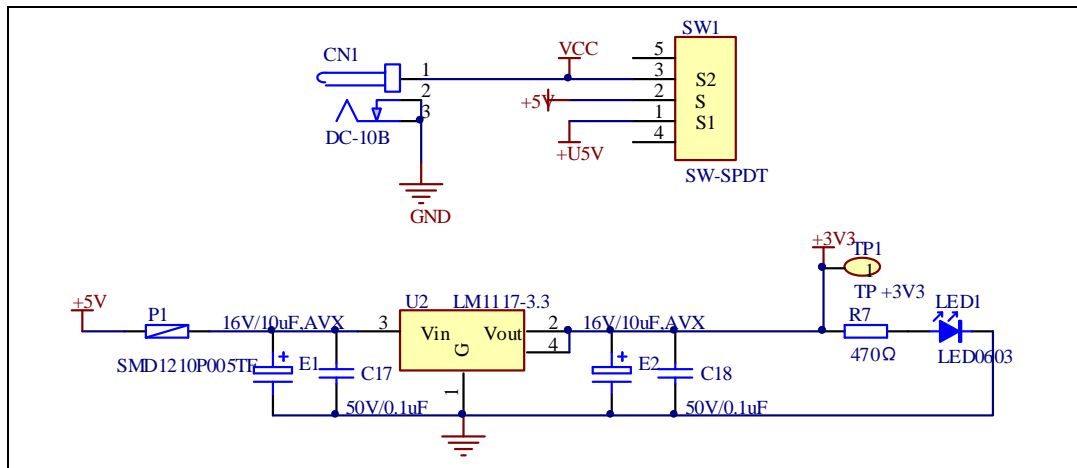 SW1
VCC
CN1
5
1
3
S2
2
+5V
2
S
3
1
S1
DC-10B
+U5V
4
SW-SPDT
GND
+3V3
TP1
1
TP +3V3
+5V
P1
U2
LM1117-3.3
LED1
16V/10uF,AVX
3
Vin
Vout
2
16V/10uF,AVX
R7
4
G
SMD1210P005TF
E1
C17
E2
C18
470Ω
LED0603
1
50V/0.1uF
50V/0.1uF